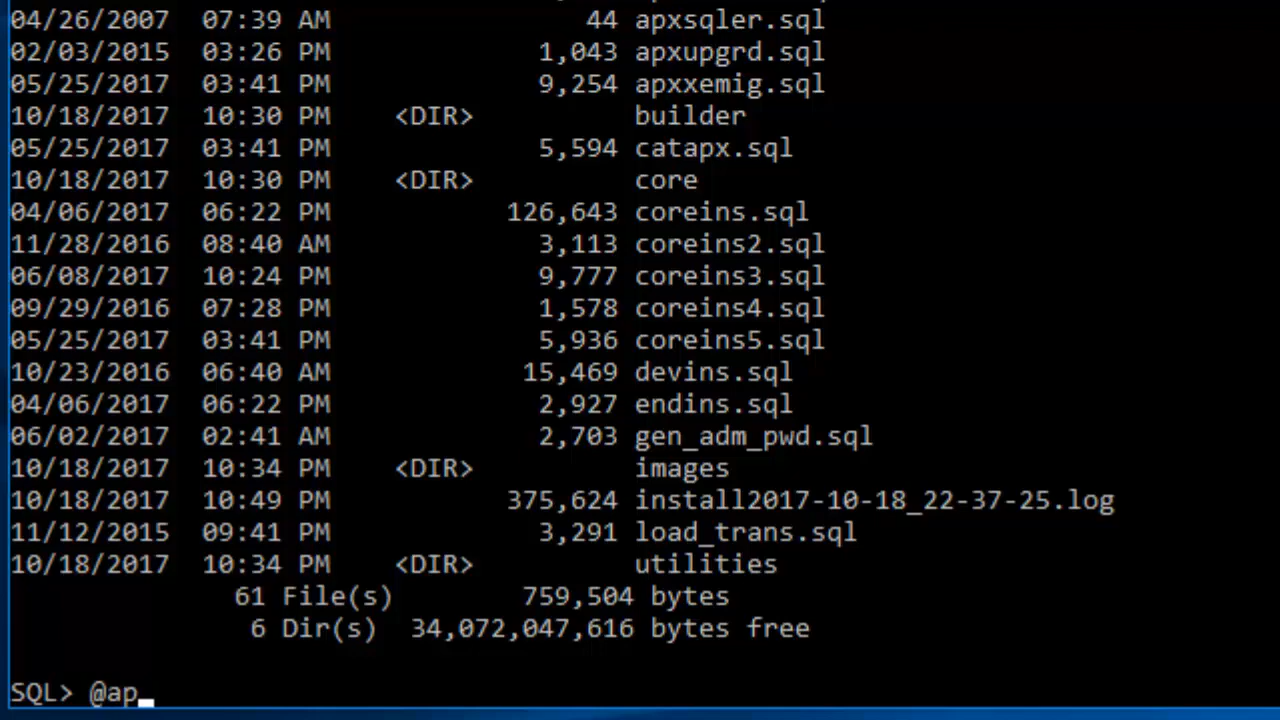 04/26/2007  07:39 AM                44 apxsqler.sql
02/03/2015  03:26 PM             1,043 apxupgrd.sql
05/25/2017  03:41 PM             9,254 apxxemig.sql
10/18/2017  10:30 PM    <DIR>          builder
05/25/2017  03:41 PM             5,594 catapx.sql
10/18/2017  10:30 PM    <DIR>          core
04/06/2017  06:22 PM           126,643 coreins.sql
11/28/2016  08:40 AM             3,113 coreins2.sql
06/08/2017  10:24 PM             9,777 coreins3.sql
09/29/2016  07:28 PM             1,578 coreins4.sql
05/25/2017  03:41 PM             5,936 coreins5.sql
10/23/2016  06:40 AM            15,469 devins.sql
04/06/2017  06:22 PM             2,927 endins.sql
06/02/2017  02:41 AM             2,703 gen_adm_pwd.sql
10/18/2017  10:34 PM    <DIR>          images
10/18/2017  10:49 PM           375,624 install2017-10-18_22-37-25.log
11/12/2015  09:41 PM             3,291 load_trans.sql
10/18/2017  10:34 PM    <DIR>          utilities
              61 File(s)        759,504 bytes
               6 Dir(s)  34,072,047,616 bytes free
SQL> @ap_